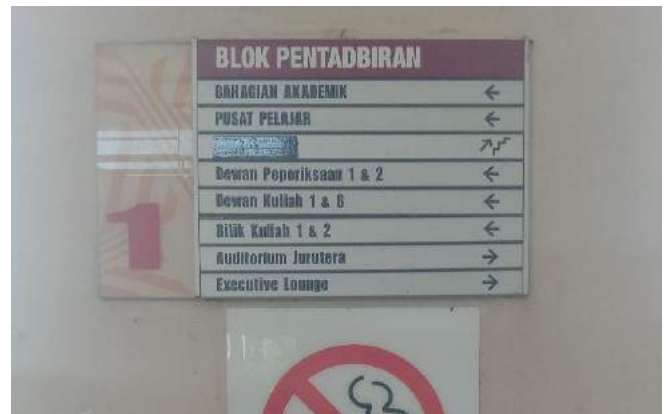 BLOK PENTADBIRAN
BAHAGIAN AKADEMIK
PUSAT PELAJAR
Dewan Peperiksaan 1 & 2
Dewan Kuliah 1 & 8
Bilik Kuliah 1 & 2
Auditorium Jurutera
Executive Lounge
1